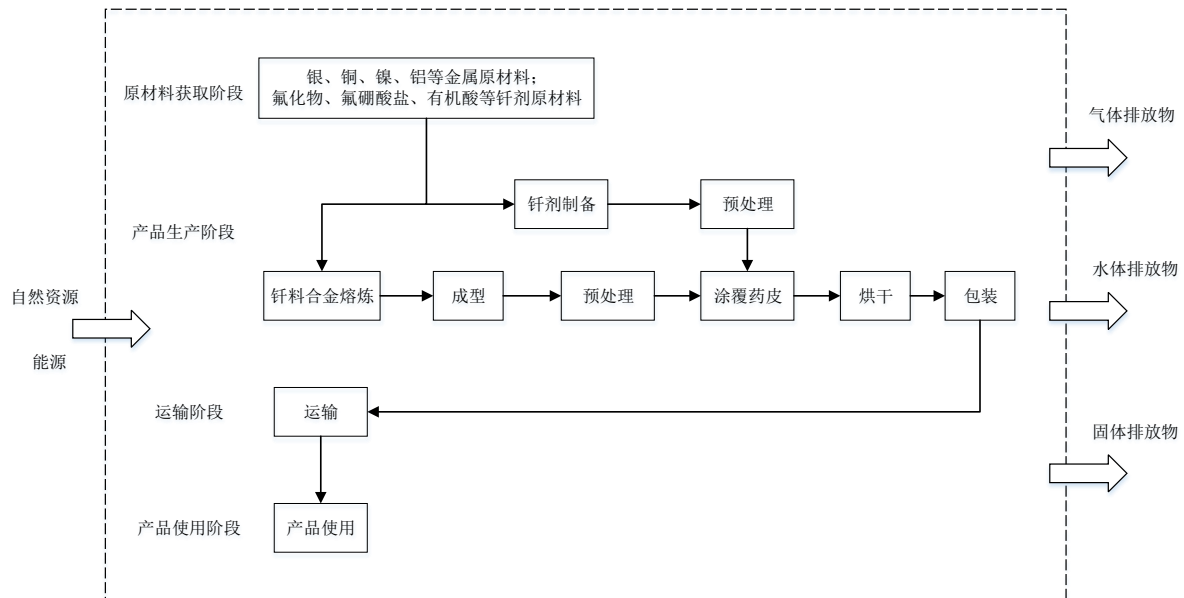 银、铜、镍、铝等金属原材料；
氟化物、氟硼酸盐、有机酸等钎剂原材料
原材料获取阶段
气体排放物
钎剂制备
预处理
产品生产阶段
钎料合金熔炼
成型
预处理
涂覆药皮
烘干
包装
水体排放物
自然资源
能源
运输阶段
运输
固体排放物
产品使用阶段
产品使用